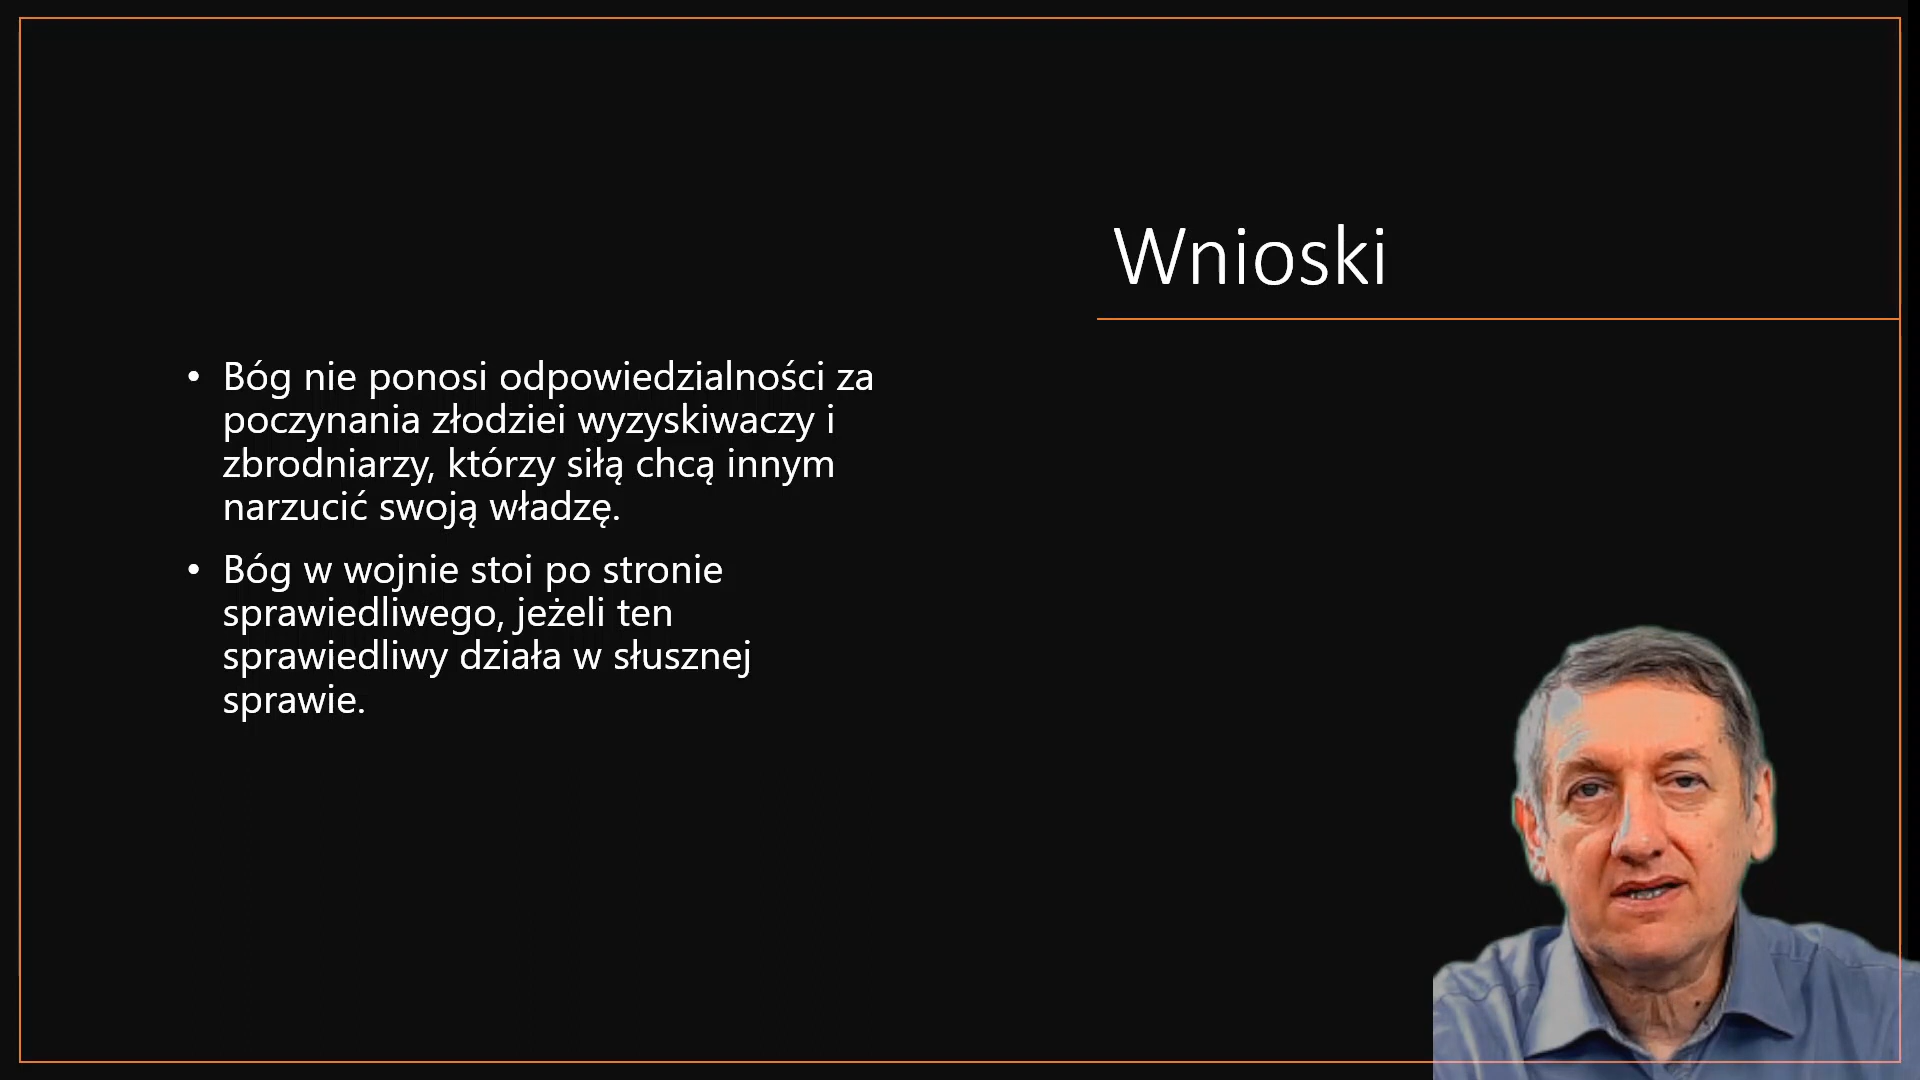 Wnioski
• Bóg nie ponosi odpowiedzialności za
poczynania złodziei wyzyskiwaczy i
zbrodniarzy, którzy siłą chcą innym
narzucić swoją władzę.
• Bóg w wojnie stoi po stronie
sprawiedliwego, jeżeli ten
sprawiedliwy działa w słusznej
sprawie.